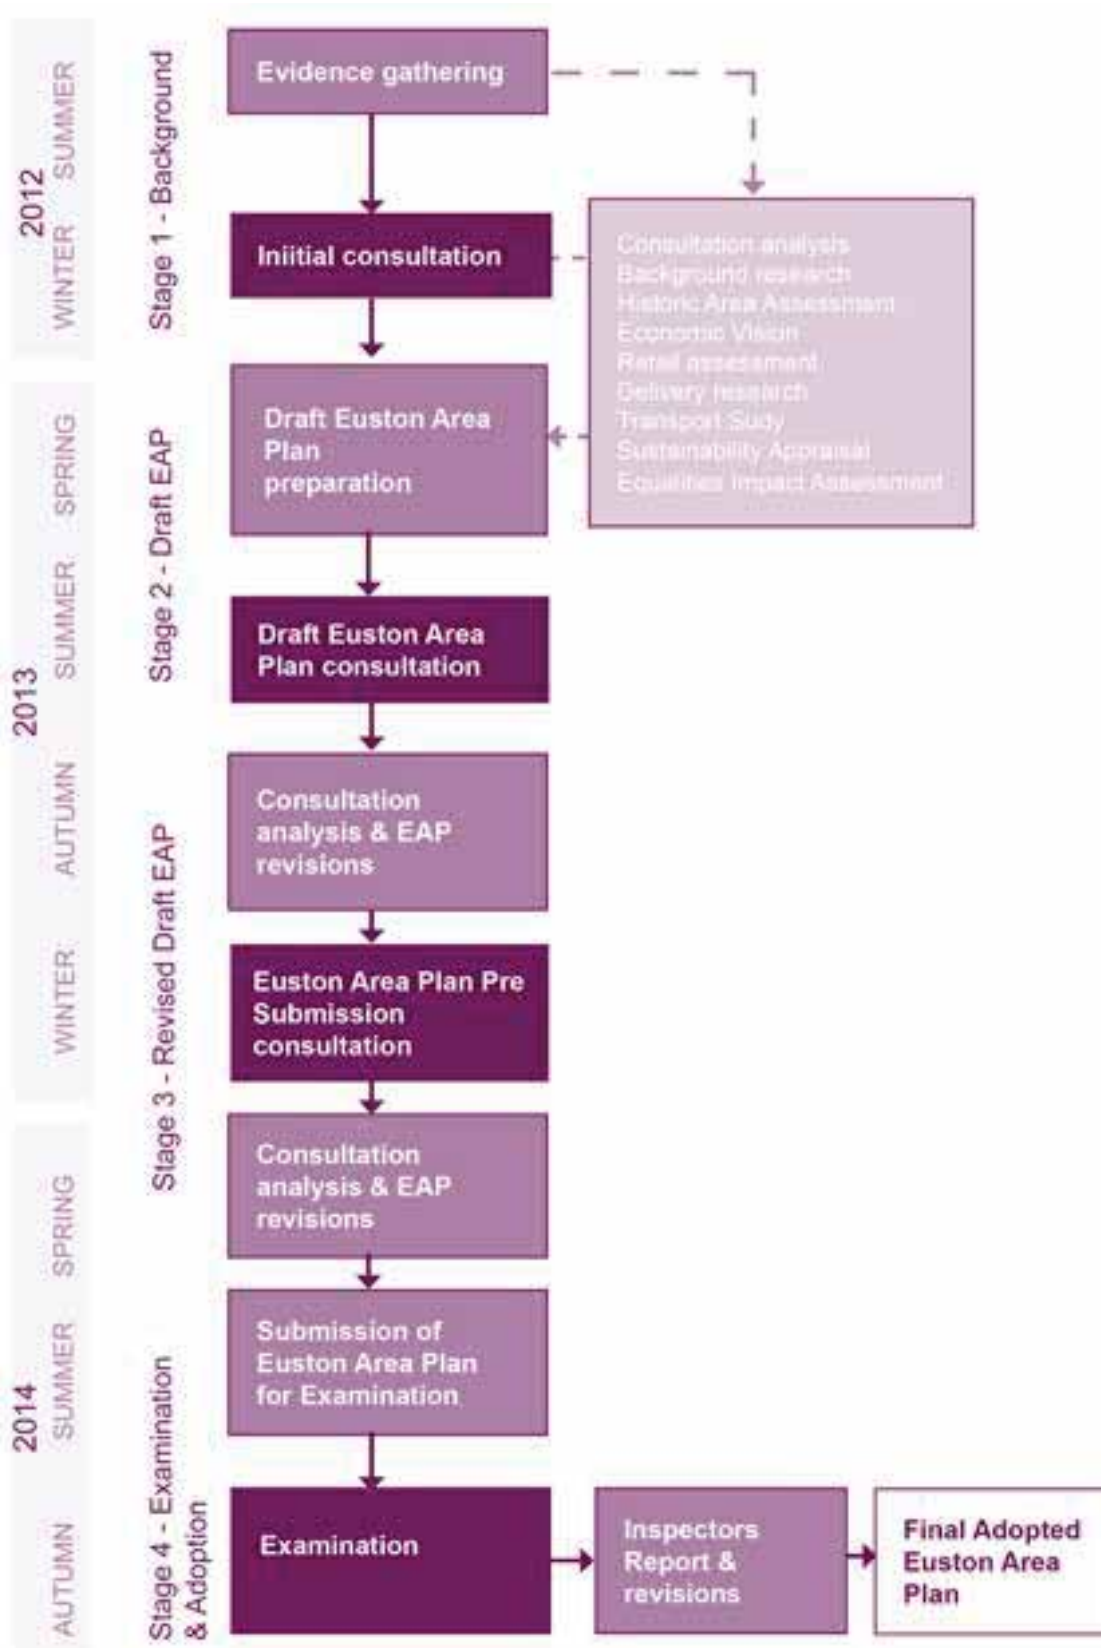 2012
SUMMER
WINTER
Stage 1 - Background
Evidence gathering
Iniitial consultation
Consultation analysis
Background research
Historic Area Assessment
Economic Vision
Retail assessment
Delivery research
Transport Sudy
Sustainability Appraisal
Equalities Impact Assessment
2013
SPRING
SUMMER
AUTUMN
WINTER
Stage 2 - Draft EAP
Draft Euston Area
Plan
preparation
Draft Euston Area
Plan consultation
Stage 3 - Revised Draft EAP
Consultation
analysis & EAP
revisions
Euston Area Plan Pre
Submission
consultation
Consultation
analysis & EAP
revisions
2014
SPRING
SUMMER
AUTUMN
Stage 4 - Examination
& Adoption
Submission of
Euston Area Plan
for Examination
Examination
Inspectors
Report &
revisions
Final Adopted
Euston Area
Plan